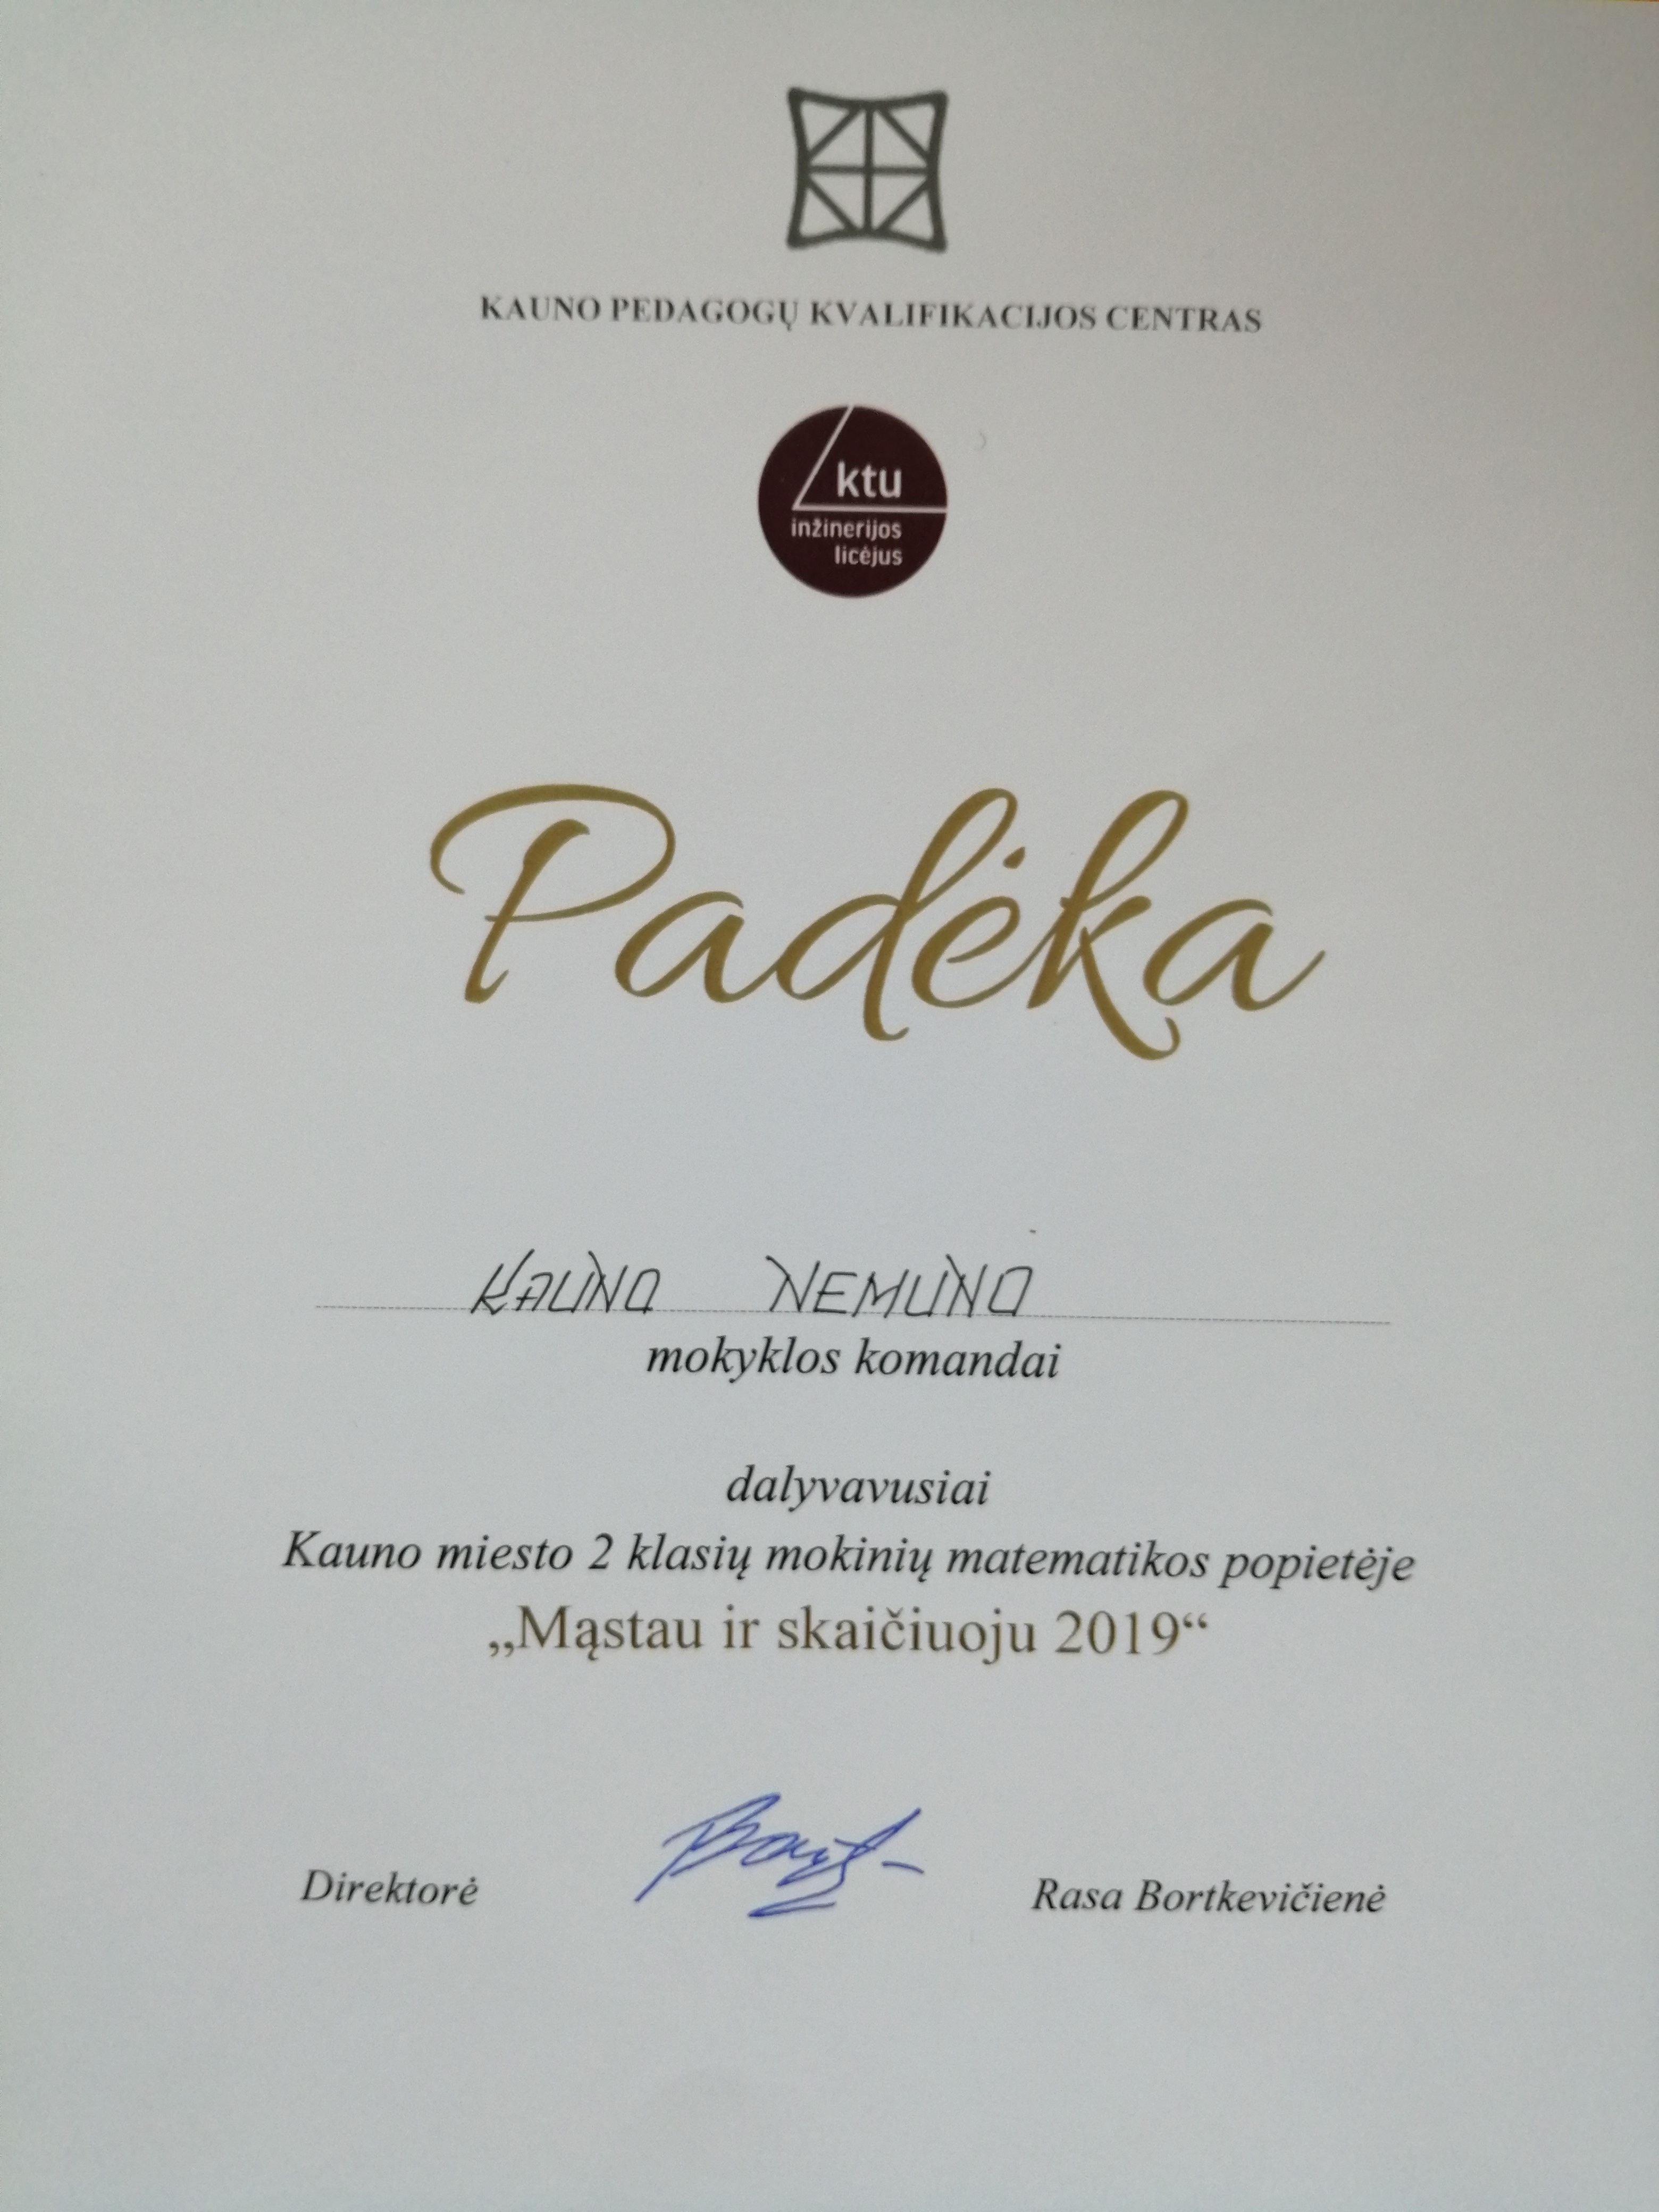 KAUNO PEDAGOGŲ KVALIFIKACIJOS CENTRAS
ktu
inžinerijos
licėjus
Padėka
KAUNO NEMUNO
mokyklos komandai
dalyvavusiai
Kauno miesto 2 klasių mokinių matematikos popietėje
„Mąstau ir skaičiuoju 2019“
Direktorė Rasa Bortkevičienė